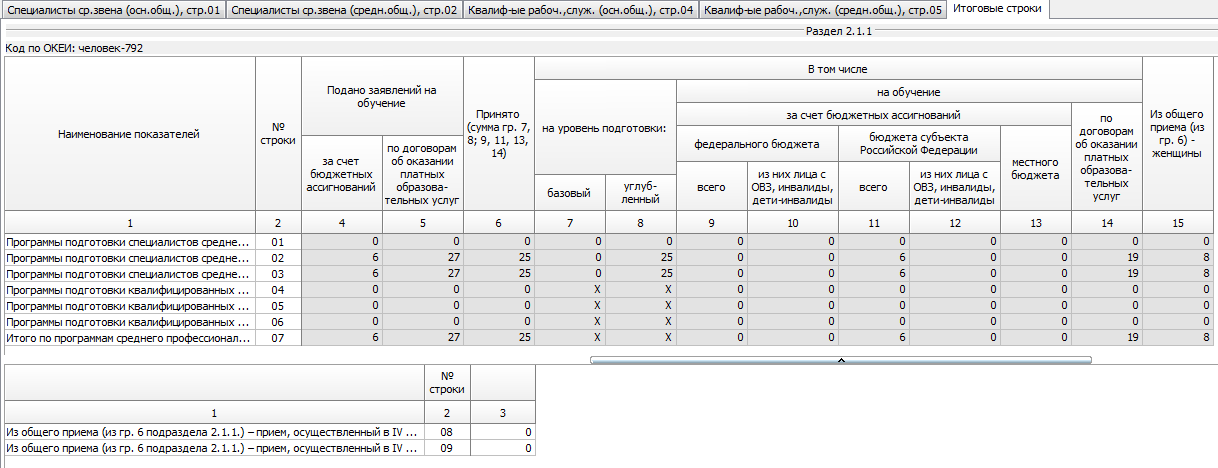 Специалисты ср.звена (осн.общ.), стр.01 Специалисты ср.звена (средн.общ.), стр.02 Квалиф-ые рабоч.,служ. (осн.общ.), стр.04 Квалиф-ые рабоч.,служ. (средн.общ.), стр.05 Итоговые строки
Раздел 2.1.1
Код по ОКЕИ: человек-792
Наименование показателей
№
строки
Подано заявлений на
обучение
за счет
бюджетных
ассигнований
по договорам
об оказании
платных
образова-
тельных услуг
Принято
(сумма гр. 7,
8; 9, 11, 13,
14)
В том числе
на уровень подготовки:
базовый
углуб-
ленный
на обучение
за счет бюджетных ассигнований
федерального бюджета
всего
из них лица с
ОВЗ, инвалиды,
дети-инвалиды
бюджета субъекта
Российской Федерации
всего
из них лица с
ОВЗ, инвалиды,
дети-инвалиды
местного
бюджета
по
договорам
об оказании
платных
образова-
тельных
услуг
Из общего
приема (из
гр. 6) -
женщины
1 2 4 5 6 7 8 9 10 11 12 13 14 15
Программы подготовки специалистов средне... 01 0 0 0 0 0 0 0 0 0 0 0 0
Программы подготовки специалистов средне... 02 6 27 25 0 25 0 0 6 0 0 19 8
Программы подготовки специалистов средне... 03 6 27 25 0 25 0 0 6 0 0 19 8
Программы подготовки квалифицированных ... 04 0 0 0 X X 0 0 0 0 0 0 0
Программы подготовки квалифицированных ... 05 0 0 0 X X 0 0 0 0 0 0 0
Программы подготовки квалифицированных ... 06 0 0 0 X X 0 0 0 0 0 0 0
Итого по программам среднего профессионал... 07 6 27 25 X X 0 0 6 0 0 19 8
№
строки
1 2 3
Из общего приема (из гр. 6 подраздела 2.1.1.) – прием, осуществленный в IV ... 08 0
Из общего приема (из гр. 6 подраздела 2.1.1.) – прием, осуществленный в IV ... 09 0